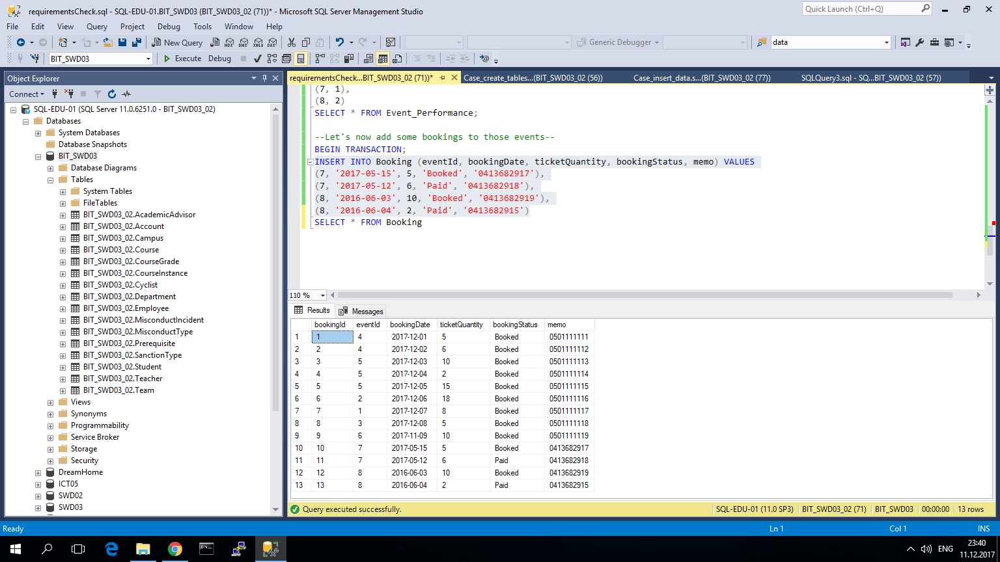 requirementsCheck.sql - SQL-EDU-01.BIT_SWD03 (BIT_SWD03_02 (71))* - Microsoft SQL Server Management Studio
Quick Launch (Ctrl+Q)
File Edit View Query Project Debug Tools Window Help
New Query MDX DMX XMLA DAX Generic Debugger data
BIT_SWD03 Execute Debug
Object Explorer
Connect
SQL-EDU-01 (SQL Server 11.0.6251.0 - BIT_SWD03_02)
Databases
System Databases
Database Snapshots
BIT_SWD03
Database Diagrams
Tables
System Tables
FileTables
BIT_SWD03_02.AcademicAdvisor
BIT_SWD03_02.Account
BIT_SWD03_02.Campus
BIT_SWD03_02.Course
BIT_SWD03_02.CourseGrade
BIT_SWD03_02.CourseInstance
BIT_SWD03_02.Cyclist
BIT_SWD03_02.Department
BIT_SWD03_02.Employee
BIT_SWD03_02.MisconductIncident
BIT_SWD03_02.MisconductType
BIT_SWD03_02.Prerequisite
BIT_SWD03_02.SanctionType
BIT_SWD03_02.Student
BIT_SWD03_02.Teacher
BIT_SWD03_02.Team
Views
Synonyms
Programmability
Service Broker
Storage
Security
DreamHome
ICT05
SWD02
SWD03
requirementsCheck...BIT_SWD03_02 (71))* Case_create_tables...(BIT_SWD03_02 (56)) Case_insert_data.s...(BIT_SWD03_02 (77)) SQLQuery3.sql - SQ...BIT_SWD03_02 (57))
(7, 1),
(8, 2)
SELECT * FROM Event_Performance;
--Let's now add some bookings to those events--
BEGIN TRANSACTION;
INSERT INTO Booking (eventId, bookingDate, ticketQuantity, bookingStatus, memo) VALUES
(7, '2017-05-15', 5, 'Booked', '0413682917'),
(7, '2017-05-12', 6, 'Paid', '0413682918'),
(8, '2016-06-03', 10, 'Booked', '0413682919'),
(8, '2016-06-04', 2, 'Paid', '0413682915')
SELECT * FROM Booking
110 %
Results Messages
bookingId eventId bookingDate ticketQuantity bookingStatus memo
1 1 4 2017-12-01 5 Booked 0501111111
2 2 4 2017-12-02 6 Booked 0501111112
3 3 5 2017-12-03 10 Booked 0501111113
4 4 5 2017-12-04 2 Booked 0501111114
5 5 5 2017-12-05 15 Booked 0501111115
6 6 2 2017-12-06 18 Booked 0501111116
7 7 1 2017-12-07 8 Booked 0501111117
8 8 3 2017-12-08 5 Booked 0501111118
9 9 6 2017-11-09 10 Booked 0501111119
10 10 7 2017-05-15 5 Booked 0413682917
11 11 7 2017-05-12 6 Paid 0413682918
12 12 8 2016-06-03 10 Booked 0413682919
13 13 8 2016-06-04 2 Paid 0413682915
Query executed successfully. SQL-EDU-01 (11.0 SP3) BIT_SWD03_02 (71) BIT_SWD03 00:00:00 13 rows
Ready Ln 1 Col 1 INS
ENG 23:40
11.12.2017